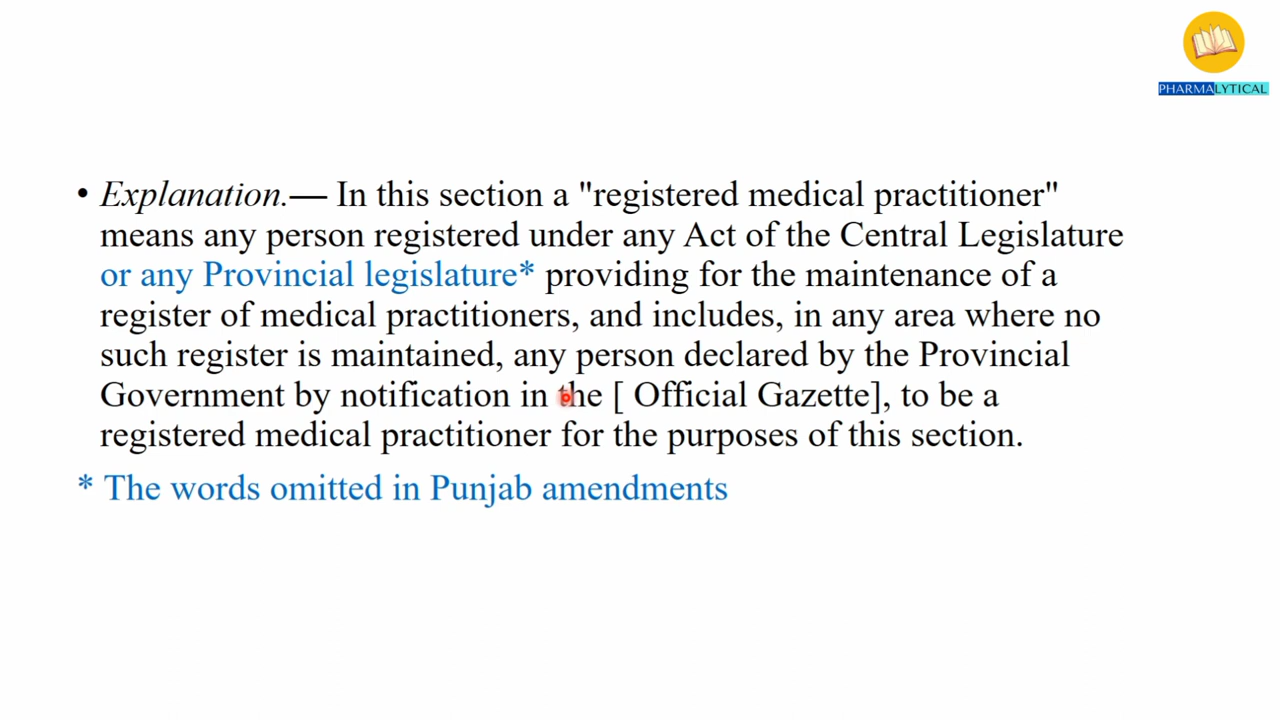 PHARMALYTICAL
• Explanation.— In this section a "registered medical practitioner"
means any person registered under any Act of the Central Legislature
or any Provincial legislature* providing for the maintenance of a
register of medical practitioners, and includes, in any area where no
such register is maintained, any person declared by the Provincial
Government by notification in the [ Official Gazette], to be a
registered medical practitioner for the purposes of this section.
* The words omitted in Punjab amendments